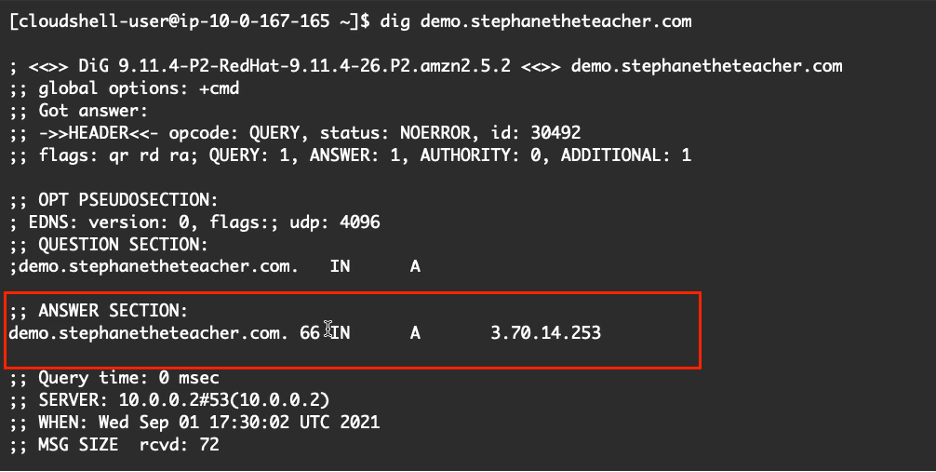 [cloudshell-user@ip-10-0-167-165 ~]$ dig demo.stephanetheteacher.com
; <<>> DiG 9.11.4-P2-RedHat-9.11.4-26.P2.amzn2.5.2 <<>> demo.stephanetheteacher.com
;; global options: +cmd
;; Got answer:
;; ->>HEADER<<- opcode: QUERY, status: NOERROR, id: 30492
;; flags: qr rd ra; QUERY: 1, ANSWER: 1, AUTHORITY: 0, ADDITIONAL: 1
;; OPT PSEUDOSECTION:
; EDNS: version: 0, flags:; udp: 4096
;; QUESTION SECTION:
;demo.stephanetheteacher.com. IN A
;; ANSWER SECTION:
demo.stephanetheteacher.com. 66 IN A 3.70.14.253
;; Query time: 0 msec
;; SERVER: 10.0.0.2#53(10.0.0.2)
;; WHEN: Wed Sep 01 17:30:02 UTC 2021
;; MSG SIZE rcvd: 72